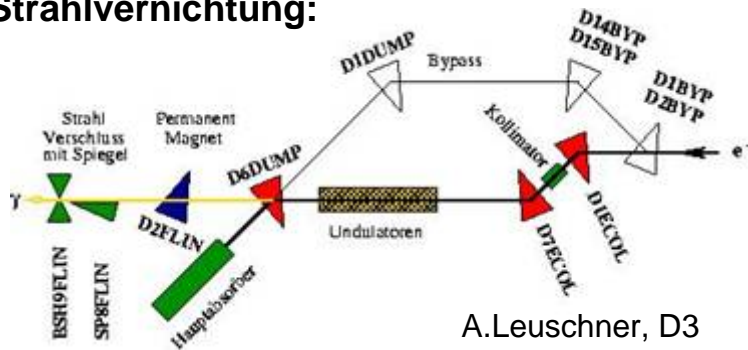 Strahlvernichtung:
D1DUMP
Bypass
D14BYP
D15BYP
D1BYP
D2BYP
Strahl
Verschluss
mit Spiegel
Permanent
Magnet
D6DUMP
Kollimator
e⁻
γ
D2FLIN
Undulatoren
D7ECOL
D1ECOL
BSH9FLIN
SP8FLIN
Hauptabsorber
A.Leuschner, D3